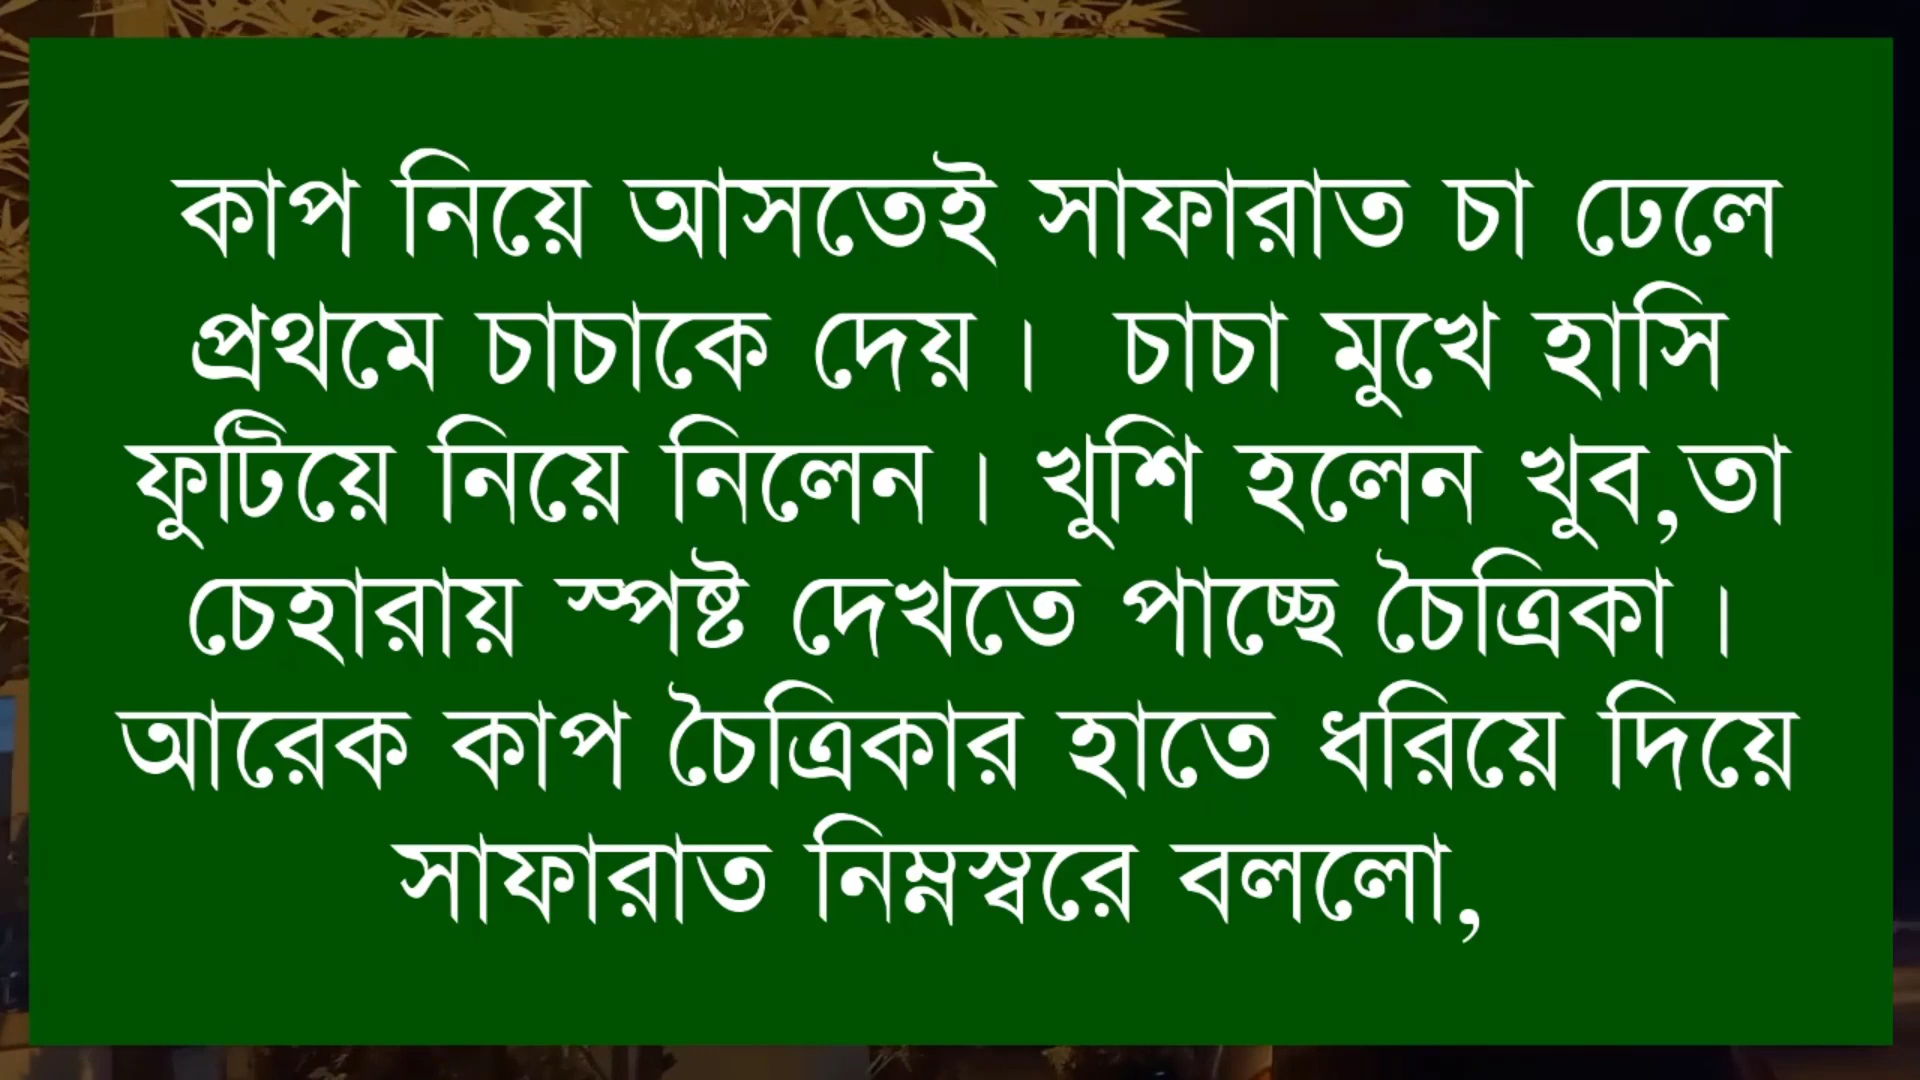 কাপ নিয়ে আসতেই সাফারাত চা ঢেলে
প্রথমে চাচাকে দেয়। চাচা মুখে হাসি
ফুটিয়ে নিয়ে নিলেন। খুশি হলেন খুব,তা
চেহারায় স্পষ্ট দেখতে পাচ্ছে চৈত্রিকা।
আরেক কাপ চৈত্রিকার হাতে ধরিয়ে দিয়ে
সাফারাত নিম্নস্বরে বললো,